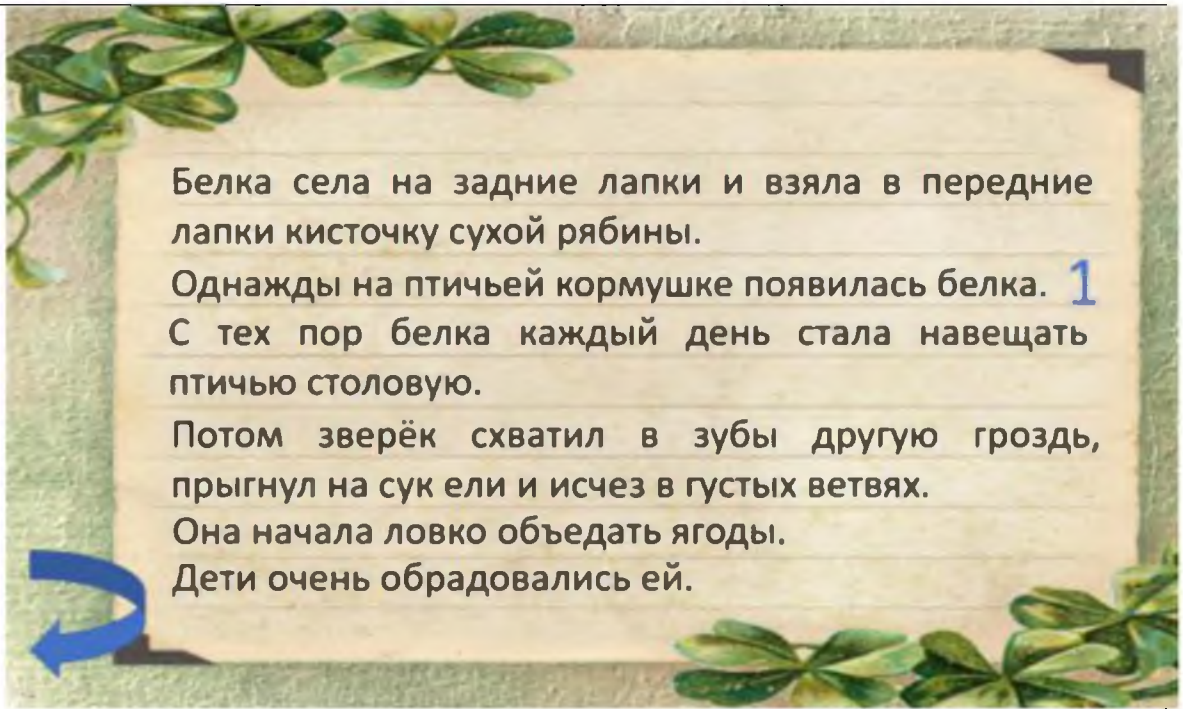 Белка села на задние лапки и взяла в передние
лапки кисточку сухой рябины.
Однажды на птичьей кормушке появилась белка. 1
С тех пор белка каждый день стала навещать
птичью столовую.
Потом зверёк схватил в зубы другую гроздь,
прыгнул на сук ели и исчез в густых ветвях.
Она начала ловко объедать ягоды.
Дети очень обрадовались ей.